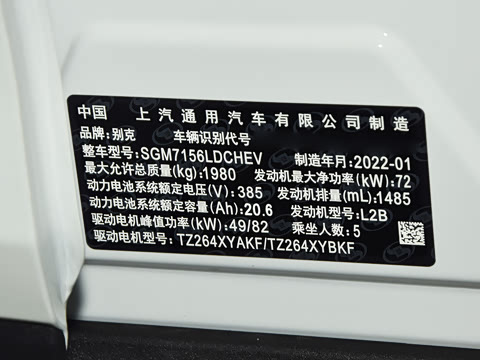 中国 上汽通用汽车有限公司制造
品牌:别克 车辆识别代号
整车型号:SGM7156LDCHEV 制造年月:2022-01
最大允许总质量(kg):1980 发动机最大净功率(kW):72
动力电池系统额定电压(V):385 发动机排量(mL):1485
动力电池系统额定容量(Ah):20.6 发动机型号:L2B
驱动电机峰值功率(kW):49/82 乘坐人数:5
驱动电机型号:TZ264XYAKF/TZ264XYBKF